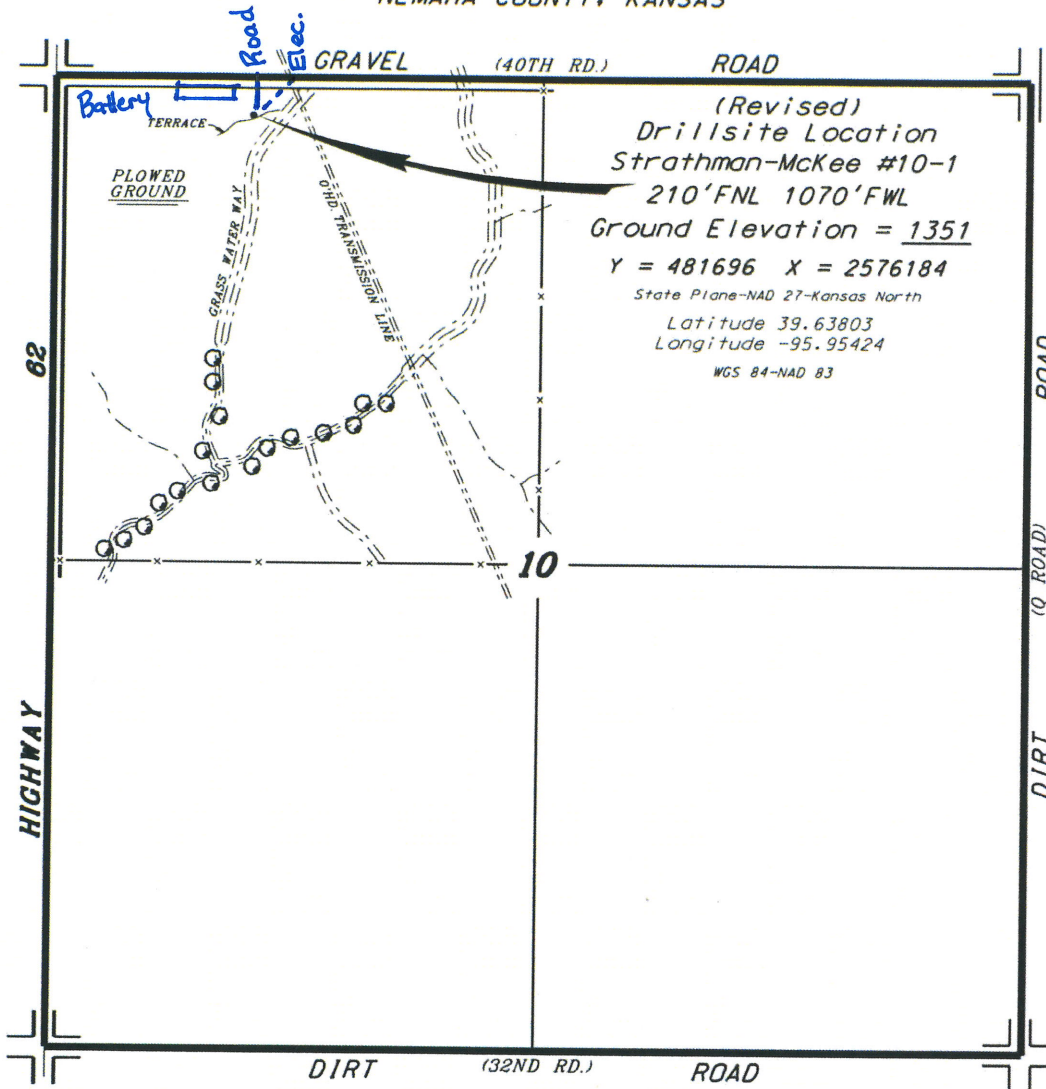 NEMAHA COUNTY, KANSAS
Road
Elec.
GRAVEL (40TH RD.) ROAD
Battery
TERRACE
PLOWED
GROUND
GRASS WATER WAY
O'HD. TRANSMISSION LINE
(Revised)
Drillsite Location
Strathman-McKee #10-1
210'FNL 1070'FWL
Ground Elevation = 1351
Y = 481696 X = 2576184
State Plane-NAD 27-Kansas North
Latitude 39.63803
Longitude -95.95424
WGS 84-NAD 83
62
HIGHWAY
10
ROAD
(Q ROAD)
DIRT
DIRT (32ND RD.) ROAD